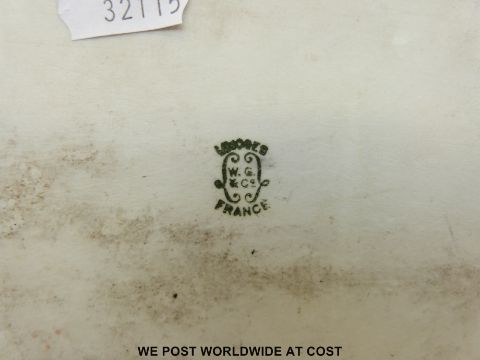 32115
LIMOGES
W. G.
& Co
FRANCE
WE POST WORLDWIDE AT COST